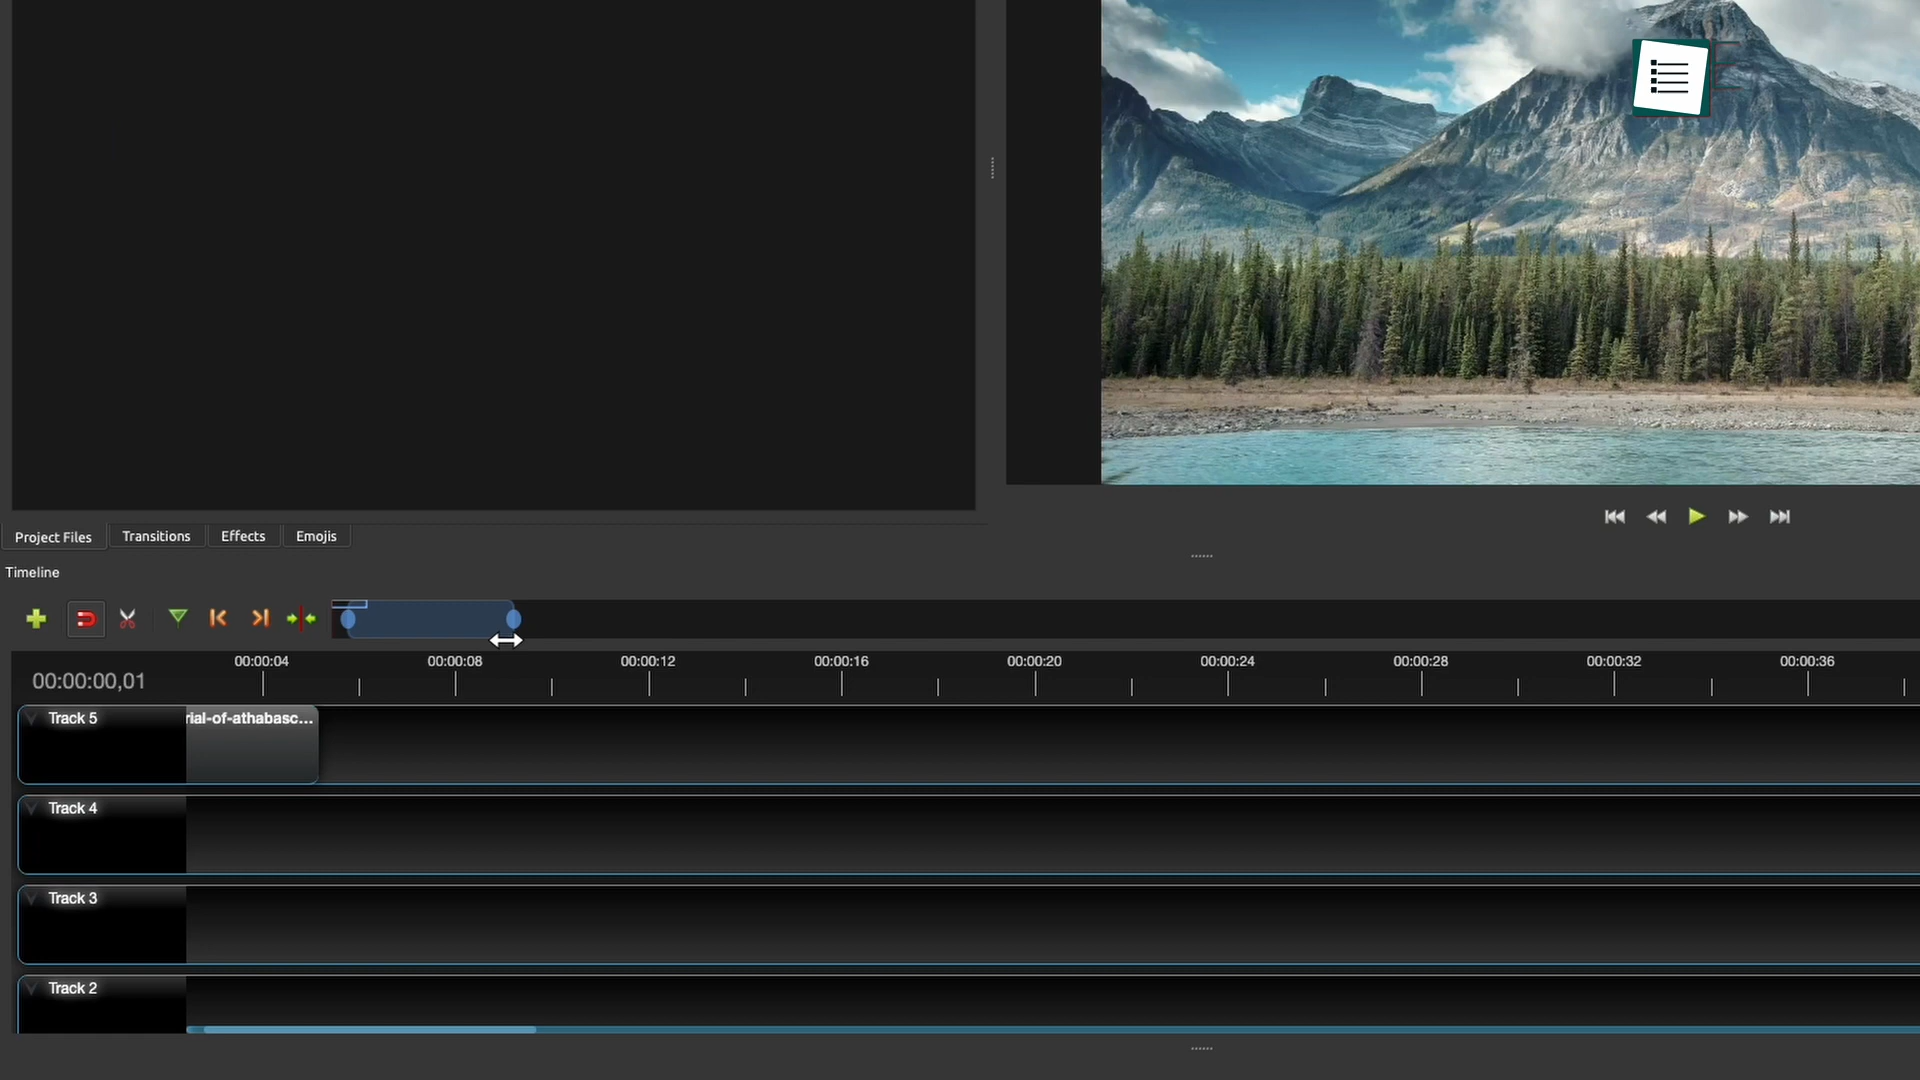 Project Files
Transitions
Effects
Emojis
Timeline
00:00:04
00:00:08
00:00:12
00:00:16
00:00:20
00:00:24
00:00:28
00:00:32
00:00:36
00:00:00,01
Track 5
rial-of-athabasc...
Track 4
Track 3
Track 2